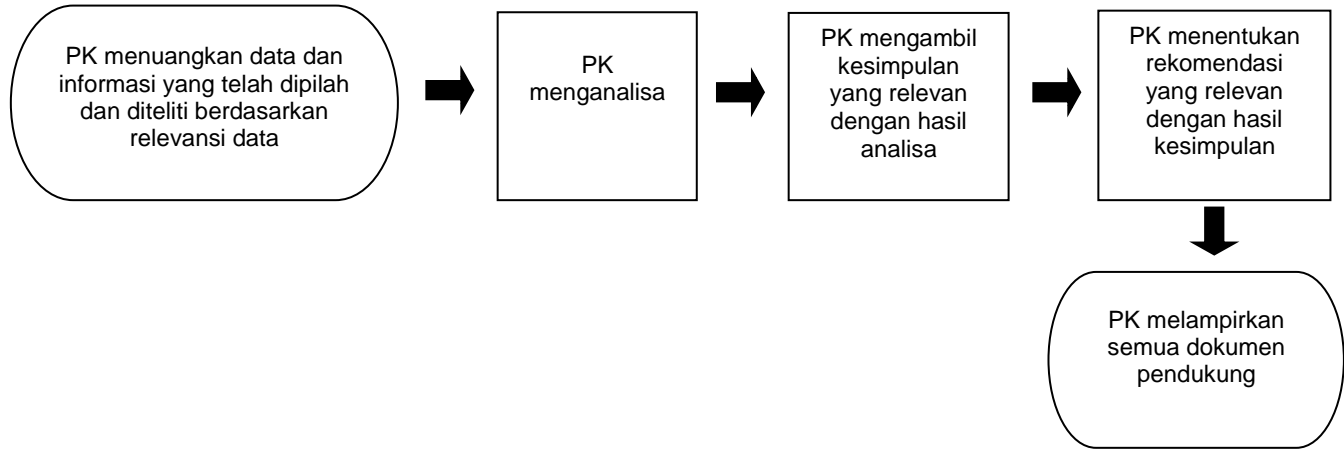 PK menuangkan data dan
informasi yang telah dipilah
dan diteliti berdasarkan
relevansi data
PK
menganalisa
PK mengambil
kesimpulan
yang relevan
dengan hasil
analisa
PK menentukan
rekomendasi
yang relevan
dengan hasil
kesimpulan
PK melampirkan
semua dokumen
pendukung